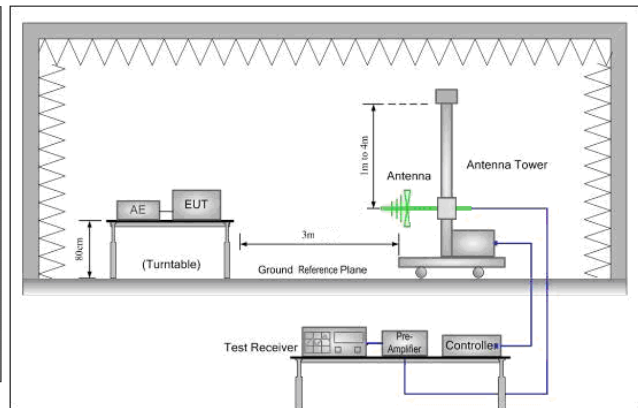 1m to 4m
Antenna
Antenna Tower
AE
EUT
3m
80cm
(Turntable)
Ground Reference Plane
Test Receiver
Pre-
Amplifier
Controller